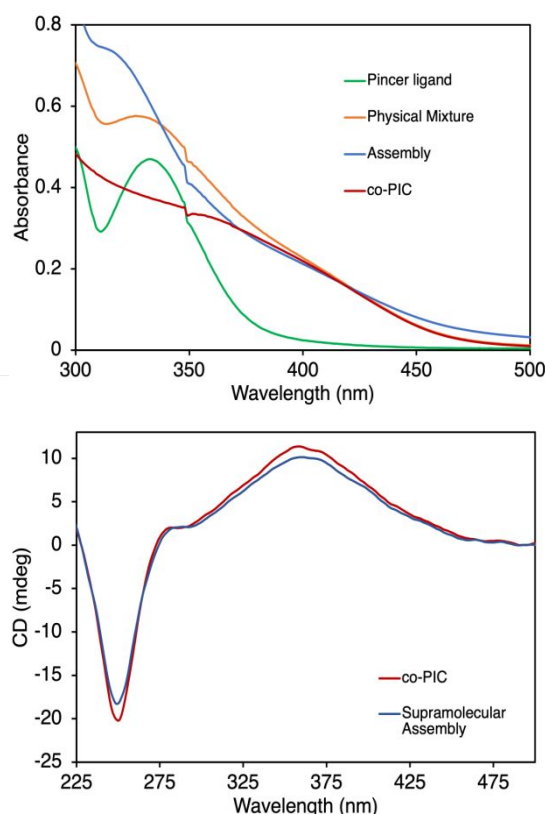 0.8
0.6
0.4
0.2
0
Absorbance
Pincer ligand
Physical Mixture
Assembly
co-PIC
300
350
400
450
500
Wavelength (nm)
10
5
0
-5
-10
-15
-20
-25
CD (mdeg)
co-PIC
Supramolecular
Assembly
225
275
325
375
425
475
Wavelength (nm)